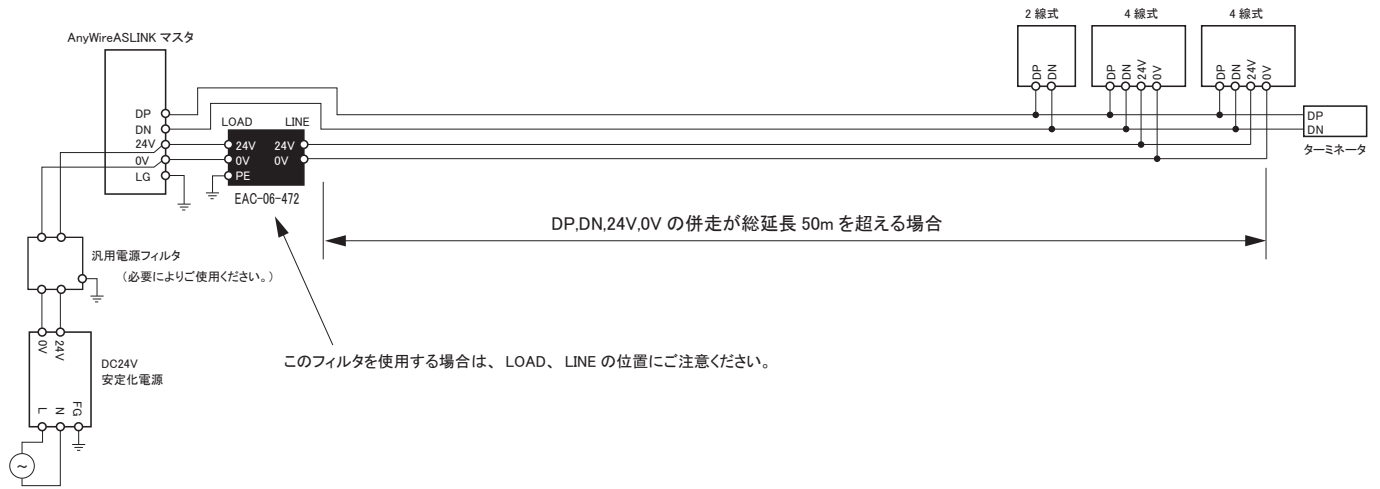 AnyWireASLINK マスタ
DP
DN
24V
0V
LG
LOAD LINE
24V 24V
0V 0V
PE
EAC-06-472
2 線式
DP
DN
4 線式
DP
DN
24V
0V
4 線式
DP
DN
24V
0V
DP
DN
ターミネータ
DP,DN,24V,0V の併走が総延長 50m を超える場合
汎用電源フィルタ
（必要によりご使用ください。）
このフィルタを使用する場合は、LOAD、LINE の位置にご注意ください。
0V
24V
DC24V
安定化電源
L
N
FG
~